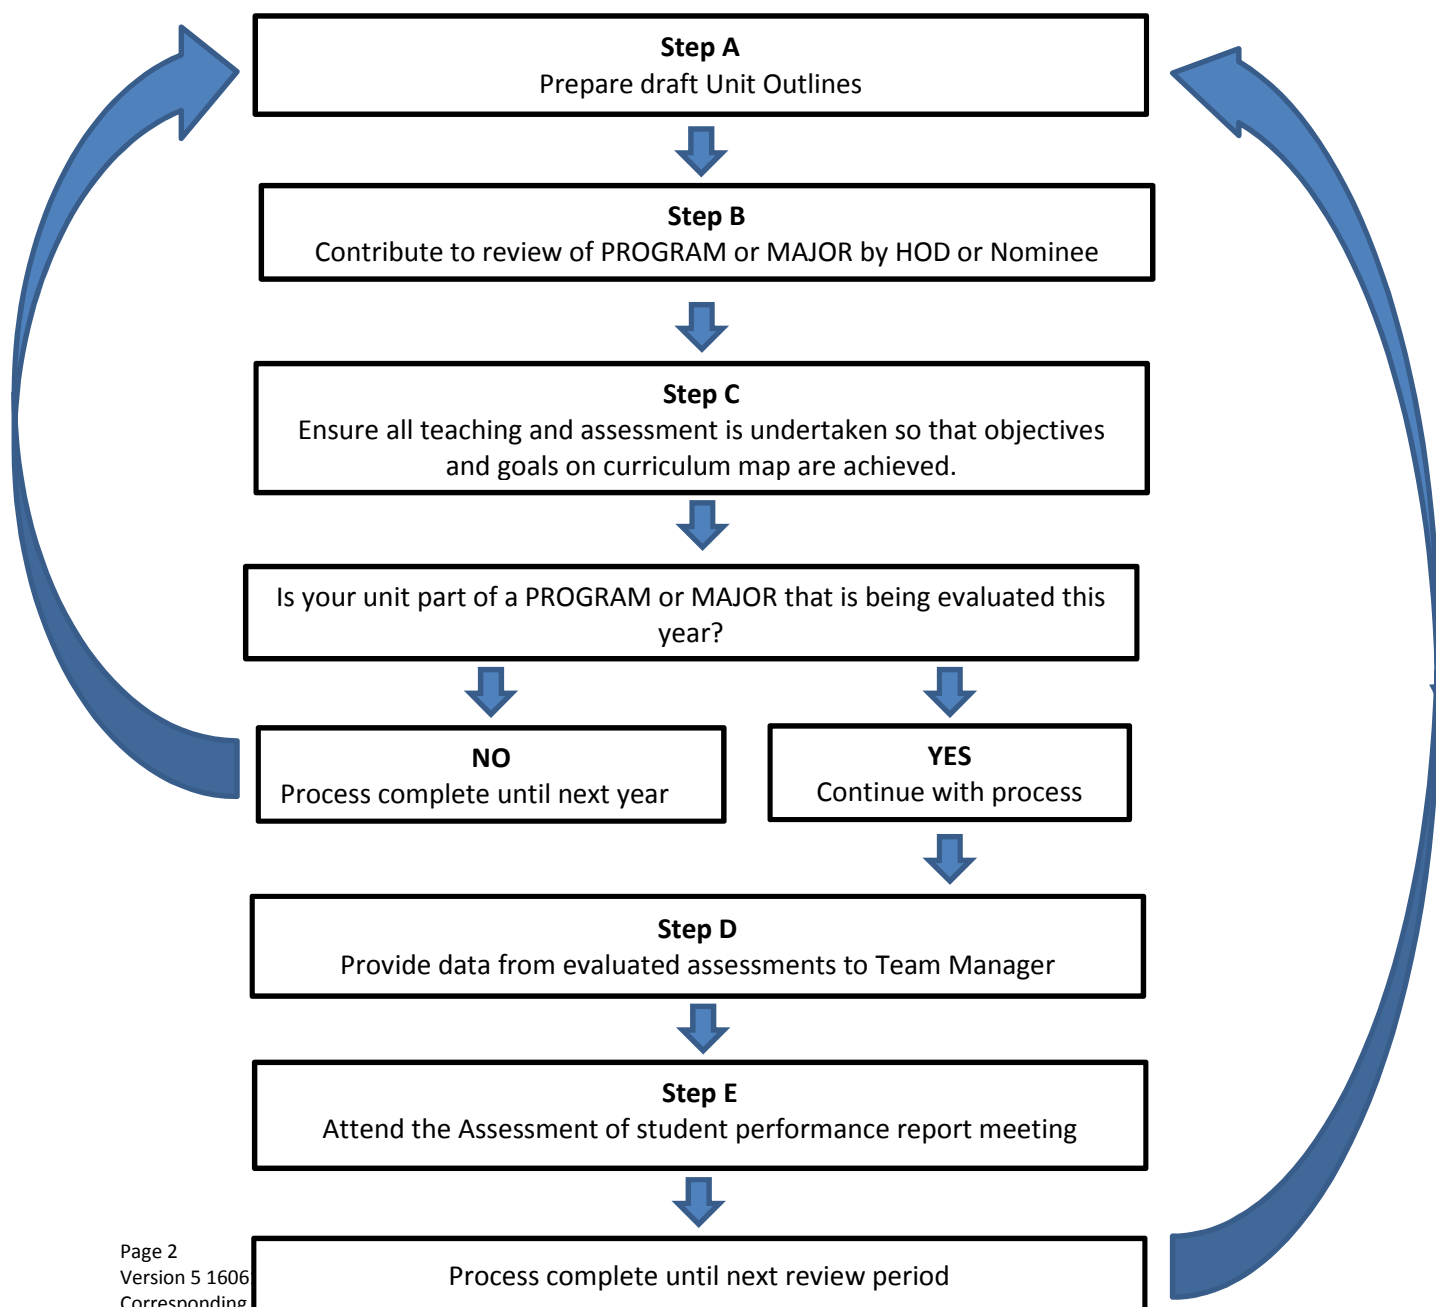 Step A
Prepare draft Unit Outlines
Step B
Contribute to review of PROGRAM or MAJOR by HOD or Nominee
Step C
Ensure all teaching and assessment is undertaken so that objectives
and goals on curriculum map are achieved.
Is your unit part of a PROGRAM or MAJOR that is being evaluated this
year?
NO
Process complete until next year
YES
Continue with process
Step D
Provide data from evaluated assessments to Team Manager
Step E
Attend the Assessment of student performance report meeting
Process complete until next review period
Page 2
Version 5 1606
Corresponding